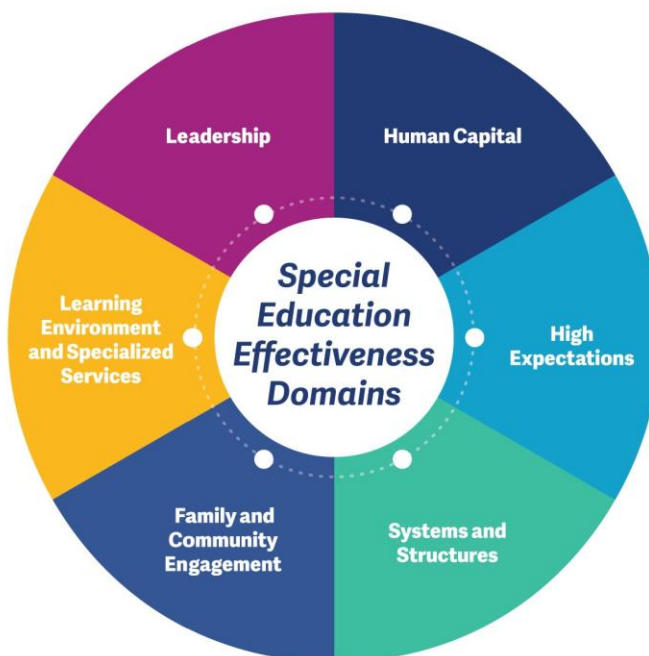 Leadership
Human Capital
Special
Education
Effectiveness
Domains
Learning
Environment
and Specialized
Services
High
Expectations
Family and
Community
Engagement
Systems and
Structures